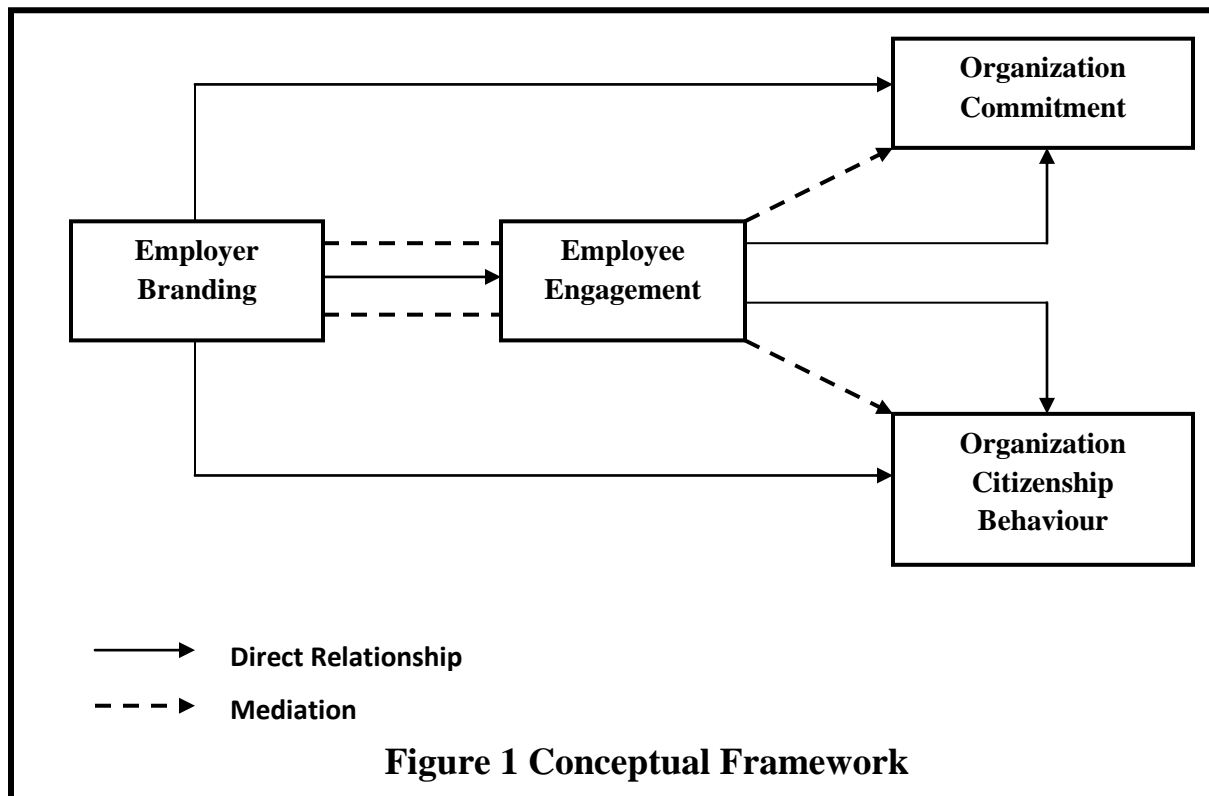 Organization
Commitment
Employer
Branding
Employee
Engagement
Organization
Citizenship
Behaviour
Direct Relationship
Mediation
Figure 1 Conceptual Framework